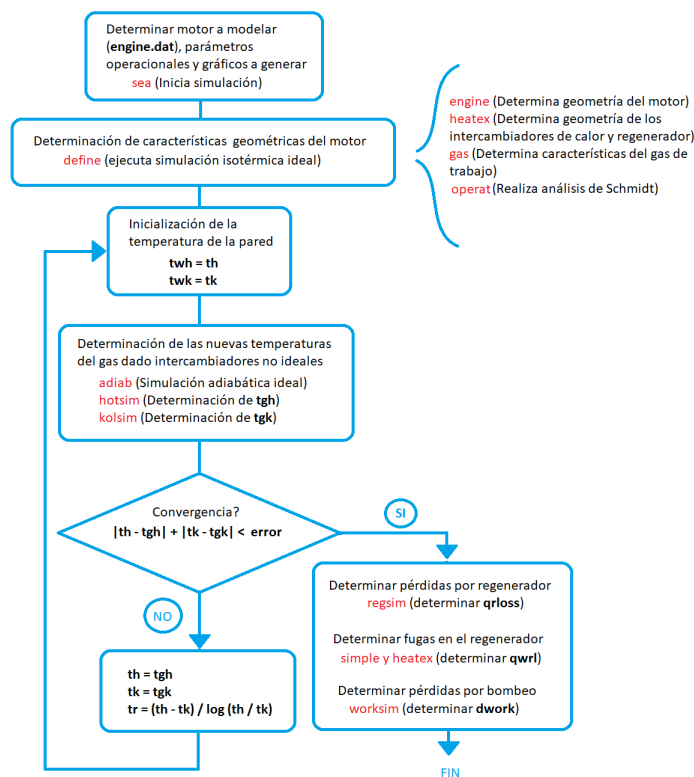 Determinar motor a modelar
(engine.dat), parámetros
operacionales y gráficos a generar
sea (Inicia simulación)
Determinación de características geométricas del motor
define (ejecuta simulación isotérmica ideal)
engine (Determina geometría del motor)
heatex (Determina geometría de los
intercambiadores de calor y regenerador)
gas (Determina características del gas de
trabajo)
operat (Realiza análisis de Schmidt)
Inicialización de la
temperatura de la pared
twh = th
twk = tk
Determinación de las nuevas temperaturas
del gas dado intercambiadores no ideales
adiab (Simulación adiabática ideal)
hotsim (Determinación de tgh)
kolsim (Determinación de tgk)
Convergencia?
|th - tgh| + |tk - tgk| < error
SI
NO
th = tgh
tk = tgk
tr = (th - tk) / log (th / tk)
Determinar pérdidas por regenerador
regsim (determinar qrloss)
Determinar fugas en el regenerador
simple y heatex (determinar qwrl)
Determinar pérdidas por bombeo
worksim (determinar dwork)
FIN